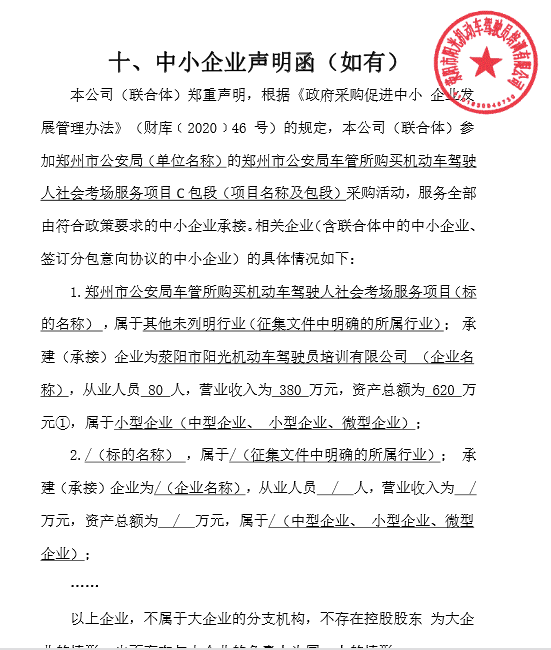 十、中小企业声明函（如有）
荥阳市阳光机动车驾驶员培训有限公司
本公司（联合体）郑重声明，根据《政府采购促进中小 企业发
展管理办法》（财库﹝2020﹞46 号）的规定，本公司（联合体）参
加郑州市公安局（单位名称）的郑州市公安局车管所购买机动车驾驶
人社会考场服务项目 C 包段（项目名称及包段）采购活动，服务全部
由符合政策要求的中小企业承接。相关企业（含联合体中的中小企业、
签订分包意向协议的中小企业）的具体情况如下：
1.郑州市公安局车管所购买机动车驾驶人社会考场服务项目（标
的名称） ，属于其他未列明行业（征集文件中明确的所属行业）； 承
建（承接）企业为荥阳市阳光机动车驾驶员培训有限公司 （企业名
称），从业人员 80 人，营业收入为 380 万元，资产总额为 620 万
元①，属于小型企业（中型企业、 小型企业、微型企业）；
2./（标的名称） ，属于/（征集文件中明确的所属行业）； 承
建（承接）企业为/（企业名称），从业人员 / 人，营业收入为 /
万元，资产总额为 / 万元，属于/（中型企业、 小型企业、微型
企业）；
……
以上企业，不属于大企业的分支机构，不存在控股股东 为大企